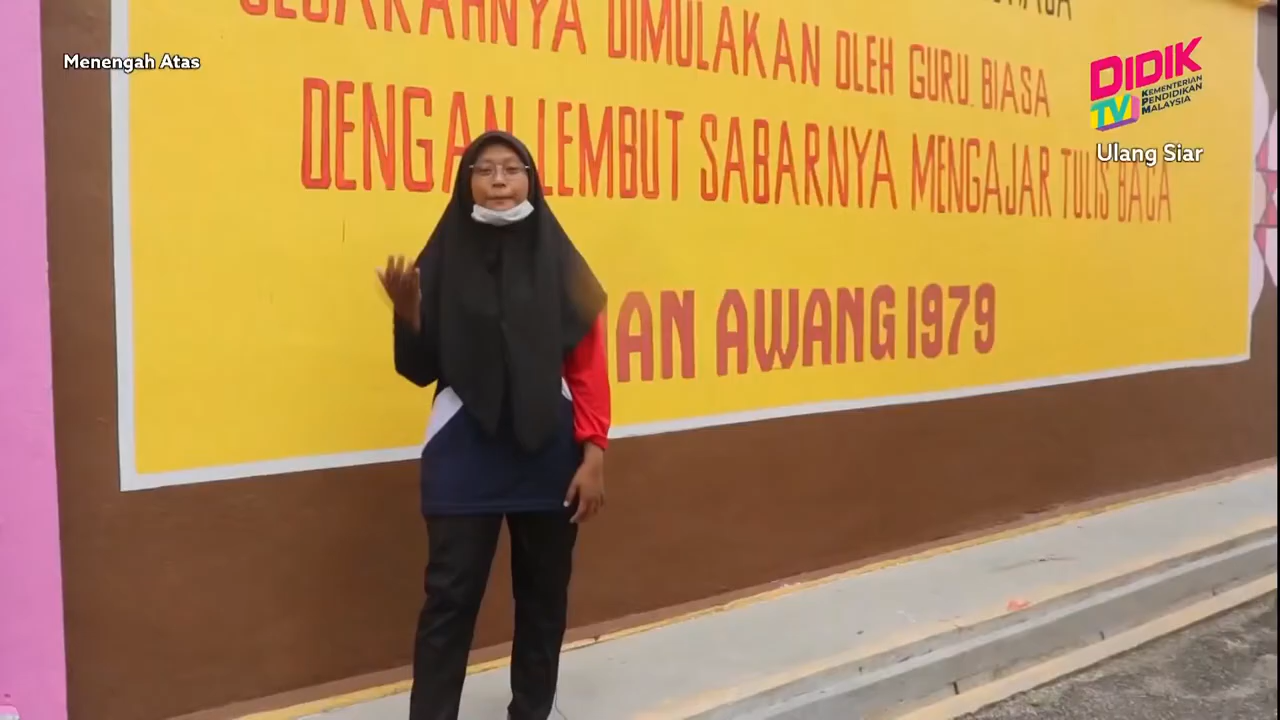 Menengah Atas
SEJARAHNYA DIMULAKAN OLEH GURU BIASA
DENGAN LEMBUT SABARNYA MENGAJAR TULIS BACA
AN AWANG 1979
DIDIK
TV
KEMENTERIAN
PENDIDIKAN
MALAYSIA
Ulang Siar